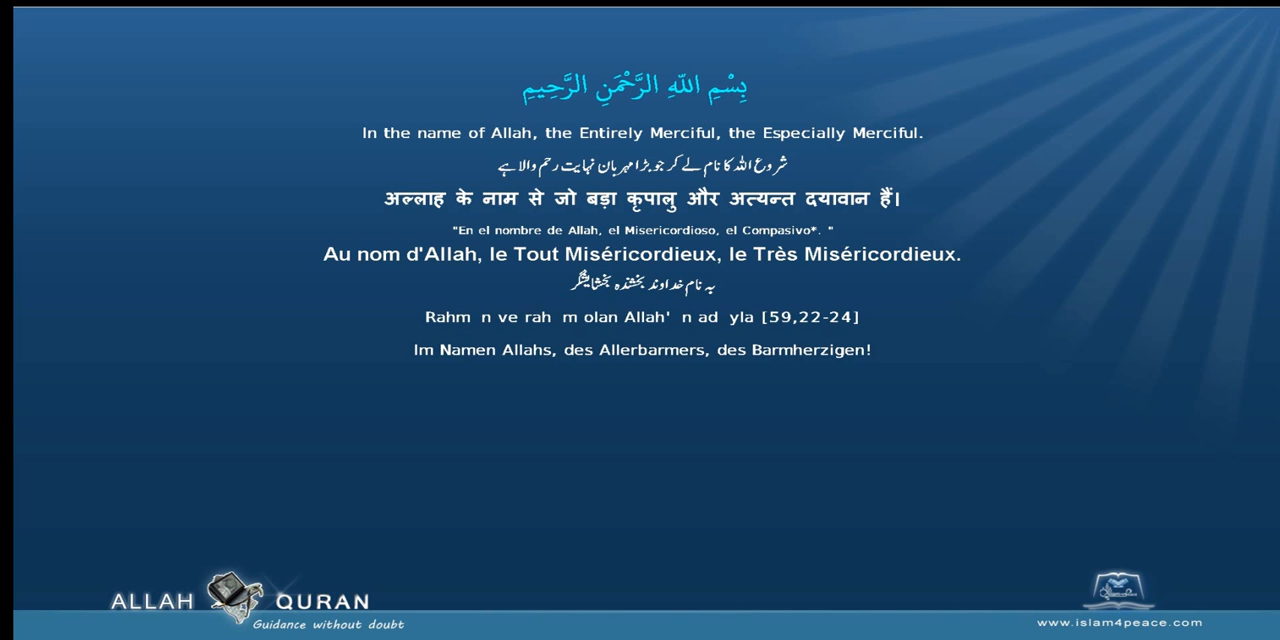 بِسْمِ اللّهِ الرَّحْمَنِ الرَّحِيمِ
In the name of Allah, the Entirely Merciful, the Especially Merciful.
شروع اللہ کا نام لے کر جو بڑا مہربان نہایت رحم والا ہے
अल्लाह के नाम से जो बड़ा कृपालु और अत्यन्त दयावान हैं।
"En el nombre de Allah, el Misericordioso, el Compasivo*. "
Au nom d'Allah, le Tout Miséricordieux, le Très Miséricordieux.
به نام خداوند بخشنده بخشایشگر
Rahm n ve rah m olan Allah' n ad yla [59,22-24]
Im Namen Allahs, des Allerbarmers, des Barmherzigen!
ALLAH QURAN
Guidance without doubt
www.islam4peace.com